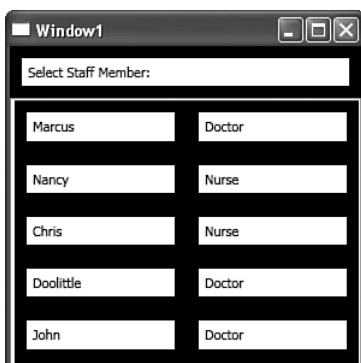 Window1
Select Staff Member:
Marcus Doctor
Nancy Nurse
Chris Nurse
Doolittle Doctor
John Doctor